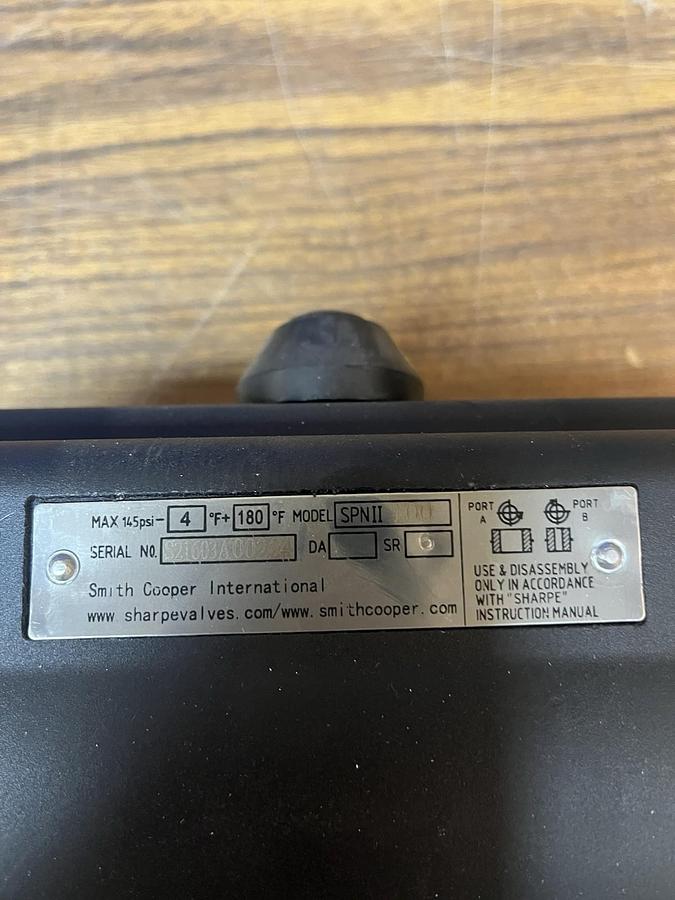 MAX 145psi- 4 °F+ 180 °F MODEL SPNII
SERIAL NO. DA SR 6
Smith Cooper International
www.sharpevalves.com/www.smithcooper.com
PORT A PORT B
USE & DISASSEMBLY
ONLY IN ACCORDANCE
WITH "SHARPE"
INSTRUCTION MANUAL